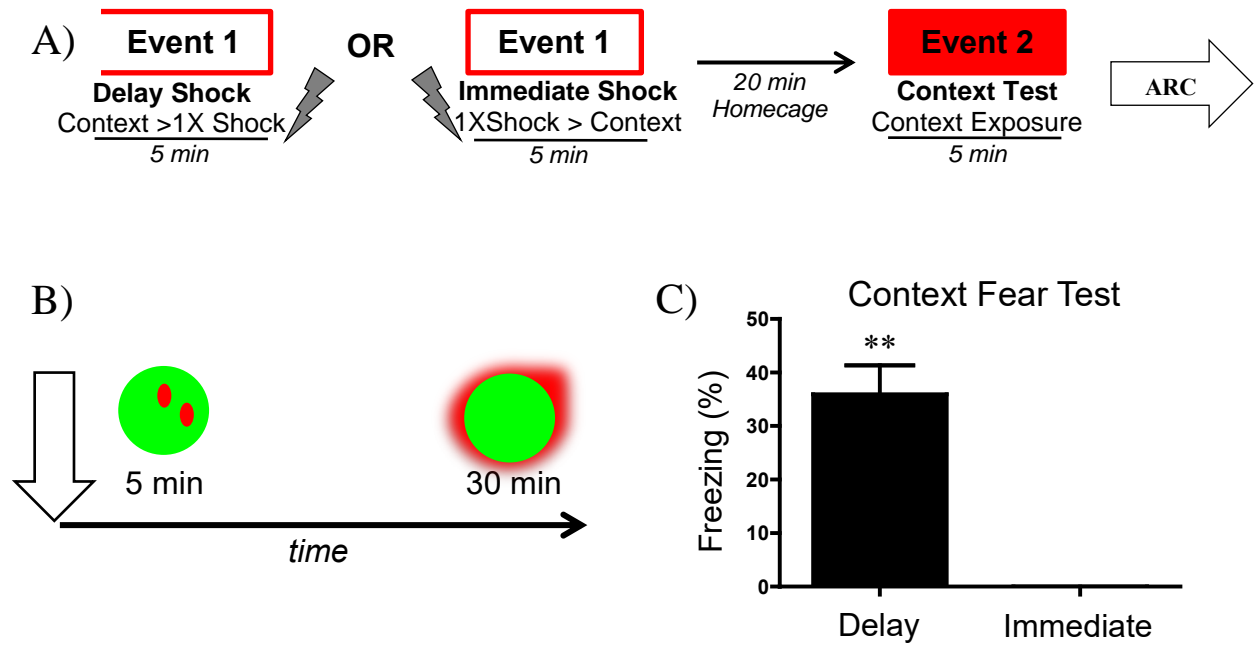 A)
Event 1
Delay Shock
Context >1X Shock
5 min
OR
Event 1
Immediate Shock
1XShock > Context
5 min
20 min
Homecage
Event 2
Context Test
Context Exposure
5 min
ARC
B)
5 min
30 min
time
C)
Context Fear Test
Freezing (%)
50
40
30
20
10
0
**
Delay
Immediate